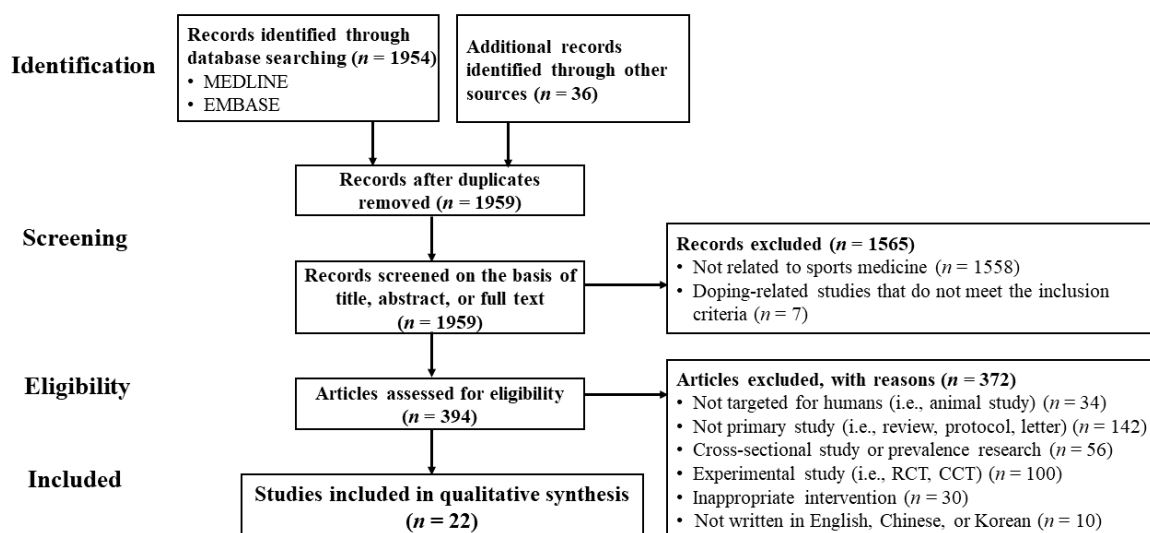 Identification
Records identified through
database searching (n = 1954)
• MEDLINE
• EMBASE
Additional records
identified through other
sources (n = 36)
Records after duplicates
removed (n = 1959)
Screening
Records screened on the basis of
title, abstract, or full text
(n = 1959)
Records excluded (n = 1565)
• Not related to sports medicine (n = 1558)
• Doping-related studies that do not meet the inclusion
criteria (n = 7)
Eligibility
Articles assessed for eligibility
(n = 394)
Articles excluded, with reasons (n = 372)
• Not targeted for humans (i.e., animal study) (n = 34)
• Not primary study (i.e., review, protocol, letter) (n = 142)
• Cross-sectional study or prevalence research (n = 56)
• Experimental study (i.e., RCT, CCT) (n = 100)
• Inappropriate intervention (n = 30)
• Not written in English, Chinese, or Korean (n = 10)
Included
Studies included in qualitative synthesis
(n = 22)